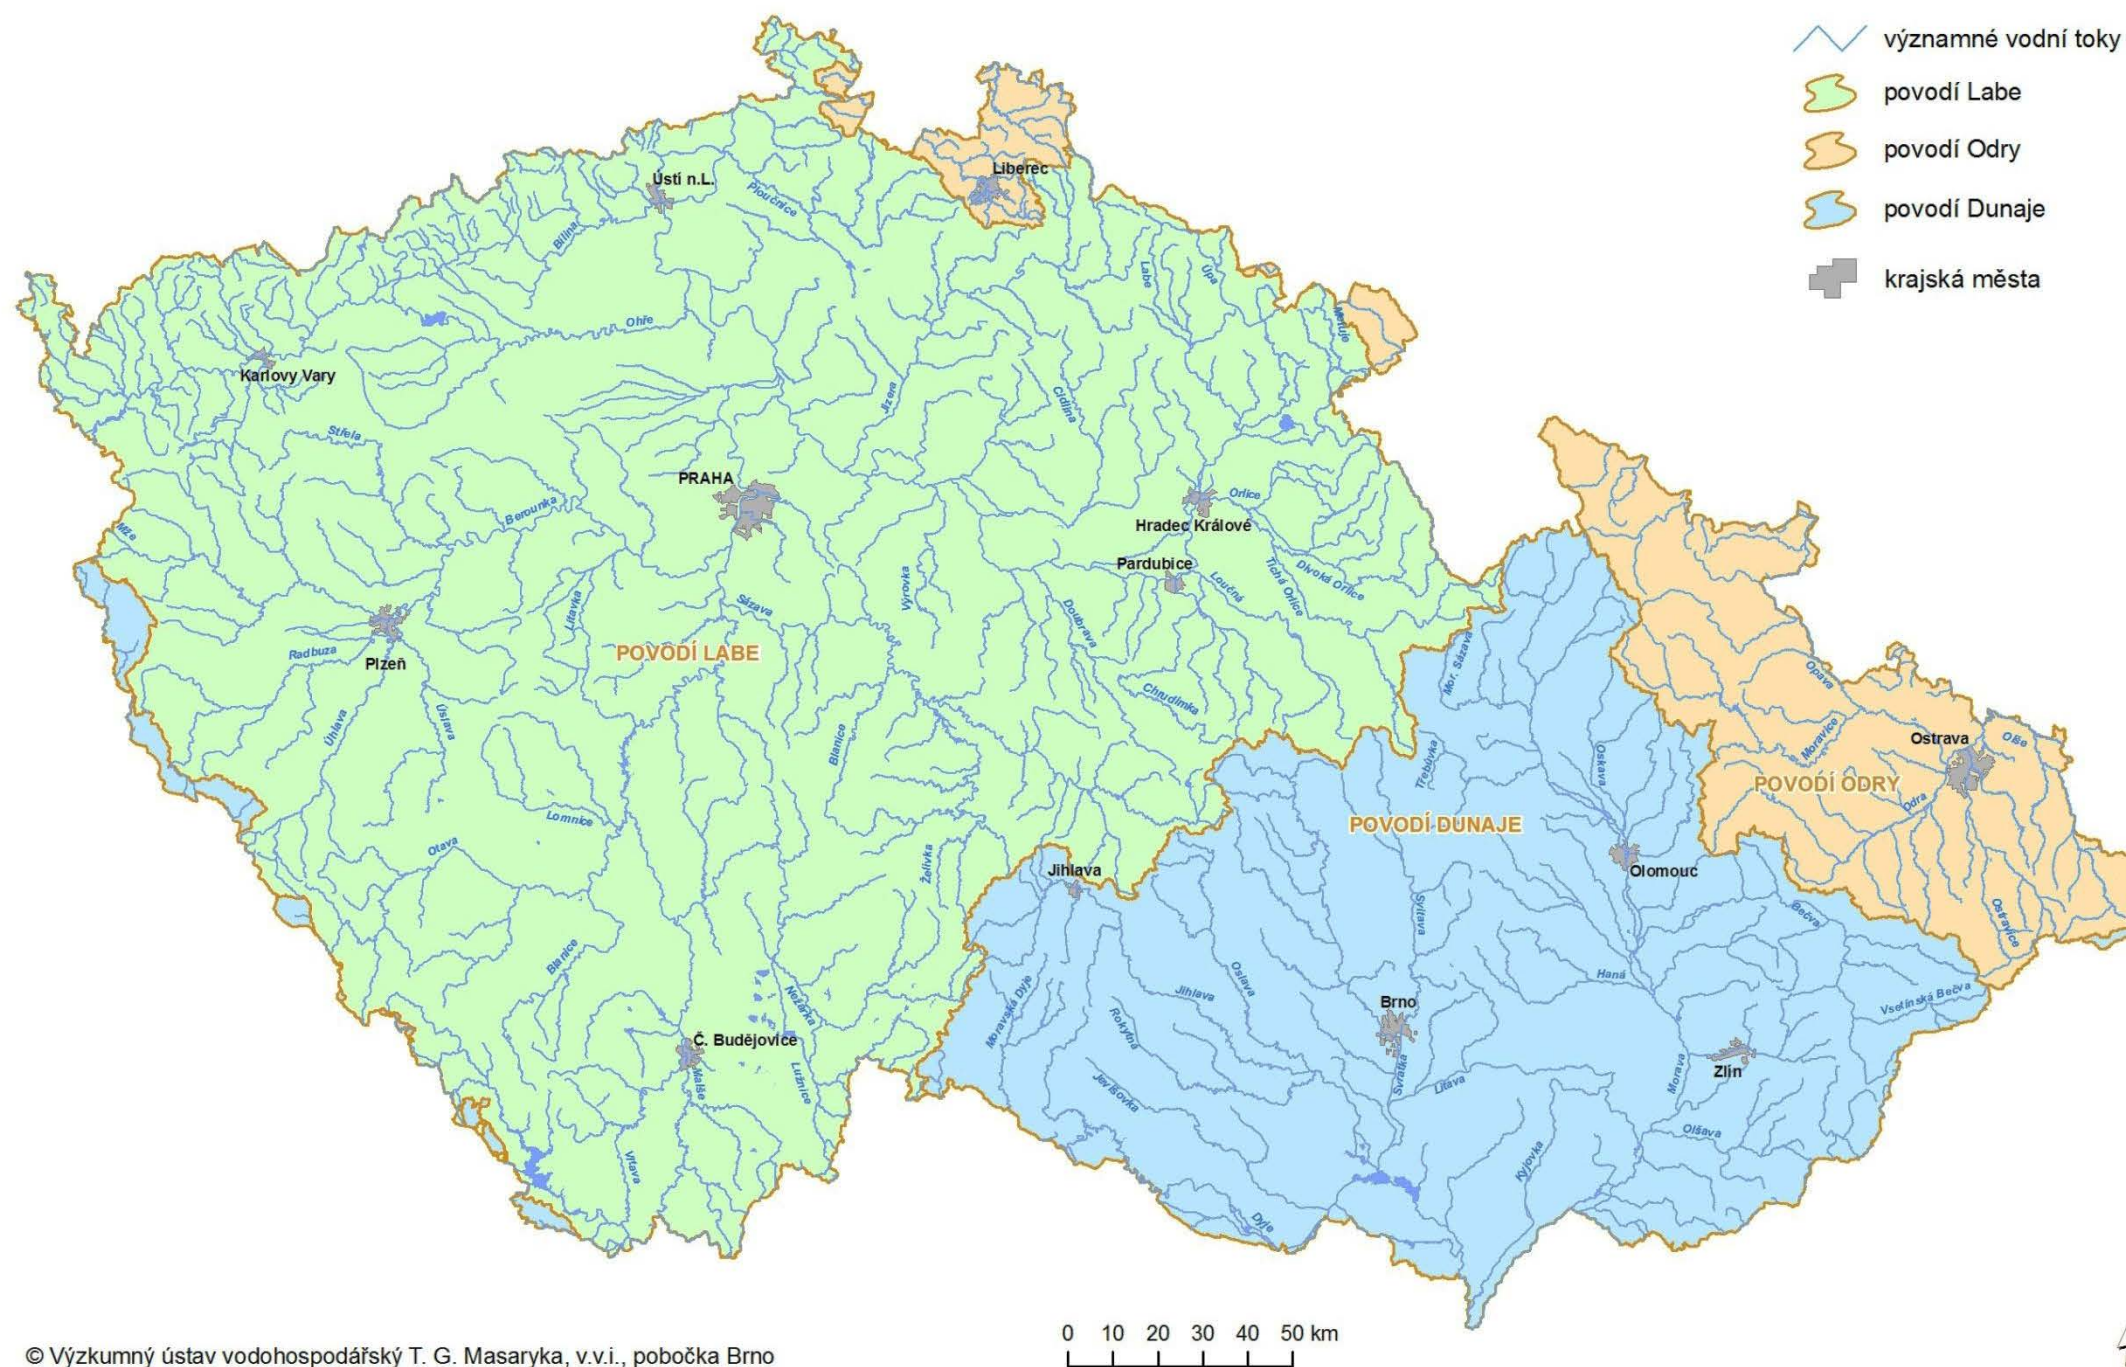 významné vodní toky
povodí Labe
povodí Odry
povodí Dunaje
krajská města
Liberec
Ústí n.L.
Ploučnice
Bílina
Labe
Úpa
Metuje
Ohře
Karlovy Vary
Jizera
Cidlina
Střela
PRAHA
Orlice
Hradec Králové
Berounka
Mže
Pardubice
Loučná
Tichá Orlice
Divoká Orlice
Výrovka
Litavka
Sázava
Doubrava
Radbuza
Plzeň
POVODÍ LABE
Mor. Sázava
Opava
Chrudimka
Úhlava
Úslava
Blanice
Třebůvka
Oskava
Moravice
Ostrava
Olše
POVODÍ ODRY
Odra
Lomnice
POVODÍ DUNAJE
Otava
Želivka
Jihlava
Olomouc
Svitava
Bečva
Ostravice
Blanice
Nežárka
Moravská Dyje
Jihlava
Oslava
Haná
Brno
Vsetínská Bečva
Rokytná
Č. Budějovice
Malše
Lužnice
Jevišovka
Svratka
Litava
Morava
Zlín
Olšava
Vltava
Kyjovka
Dyje
0 10 20 30 40 50 km
© Výzkumný ústav vodohospodářský T. G. Masaryka, v.v.i., pobočka Brno